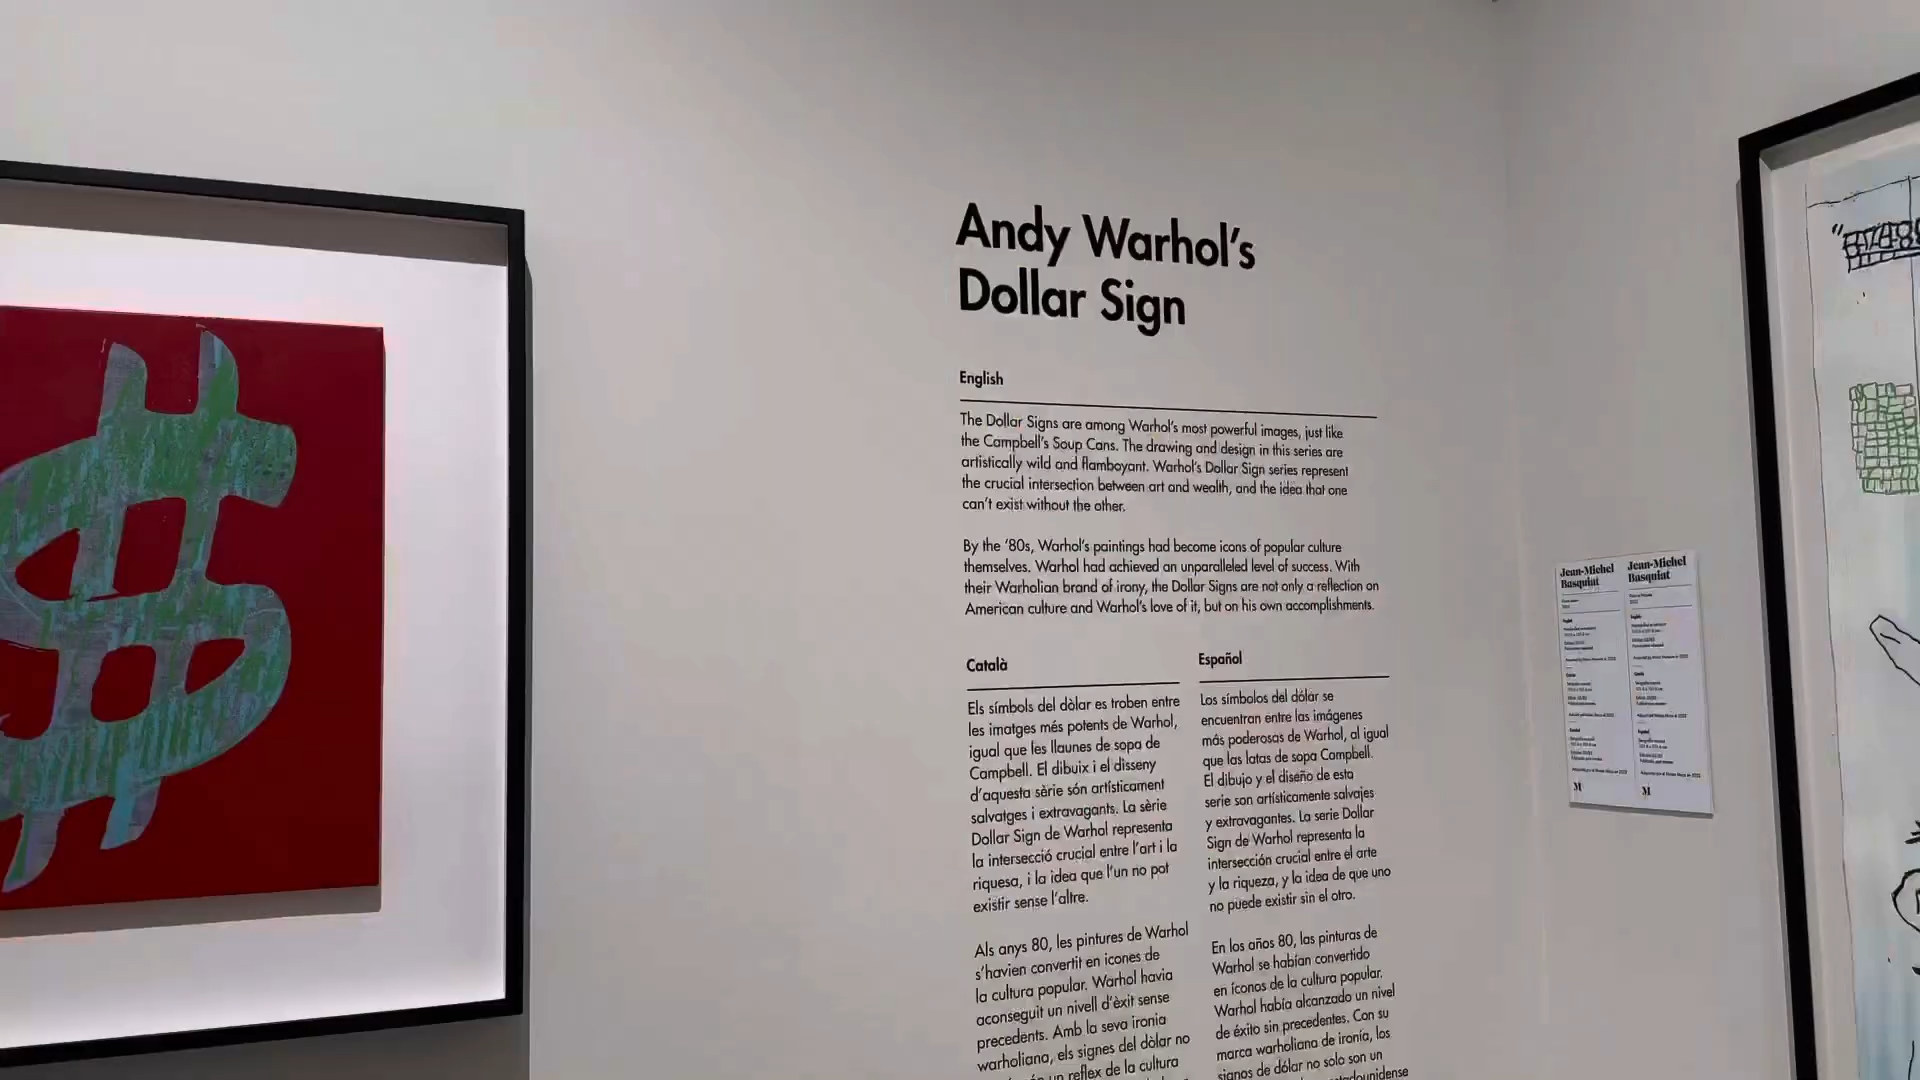 Andy Warhol's
Dollar Sign
English
The Dollar Signs are among Warhol's most powerful images, just like
the Campbell's Soup Cans. The drawing and design in this series are
artistically wild and flamboyant. Warhol's Dollar Sign series represent
the crucial intersection between art and wealth, and the idea that one
can't exist without the other.
By the '80s, Warhol's paintings had become icons of popular culture
themselves. Warhol had achieved an unparalleled level of success. With
their Warholian brand of irony, the Dollar Signs are not only a reflection on
American culture and Warhol's love of it, but on his own accomplishments.
Català
Els símbols del dòlar es troben entre
les imatges més potents de Warhol,
igual que les llaunes de sopa de
Campbell. El dibuix i el disseny
d'aquesta sèrie són artísticament
salvatges i extravagants. La sèrie
Dollar Sign de Warhol representa
la intersecció crucial entre l'art i la
riquesa, i la idea que l'un no pot
existir sense l'altre.
Als anys 80, les pintures de Warhol
s'havien convertit en icones de
la cultura popular. Warhol havia
aconseguit un nivell d'èxit sense
precedents. Amb la seva ironia
warholiana, els signes del dòlar no
un reflex de la cultura
Español
Los símbolos del dólar se
encuentran entre las imágenes
más poderosas de Warhol, al igual
que las latas de sopa Campbell.
El dibujo y el diseño de esta
serie son artísticamente salvajes
y extravagantes. La serie Dollar
Sign de Warhol representa la
intersección crucial entre el arte
y la riqueza, y la idea de que uno
no puede existir sin el otro.
En los años 80, las pinturas de
Warhol se habían convertido
en íconos de la cultura popular.
Warhol había alcanzado un nivel
de éxito sin precedentes. Con su
marca warholiana de ironía, los
signos de dólar no solo son un
Jean-Michel
Basquiat
Jean-Michel
Basquiat
M
M